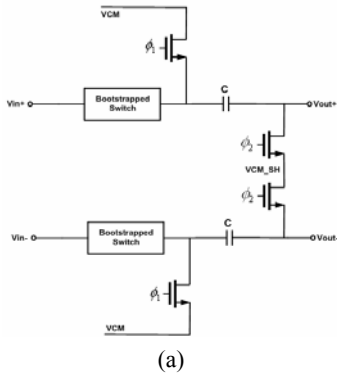 VCM
ϕ1
C
Vin+
Bootstrapped
Switch
Vout+
ϕ2
VCM_SH
ϕ2
C
Vin-
Bootstrapped
Switch
Vout-
ϕ1
VCM
(a)